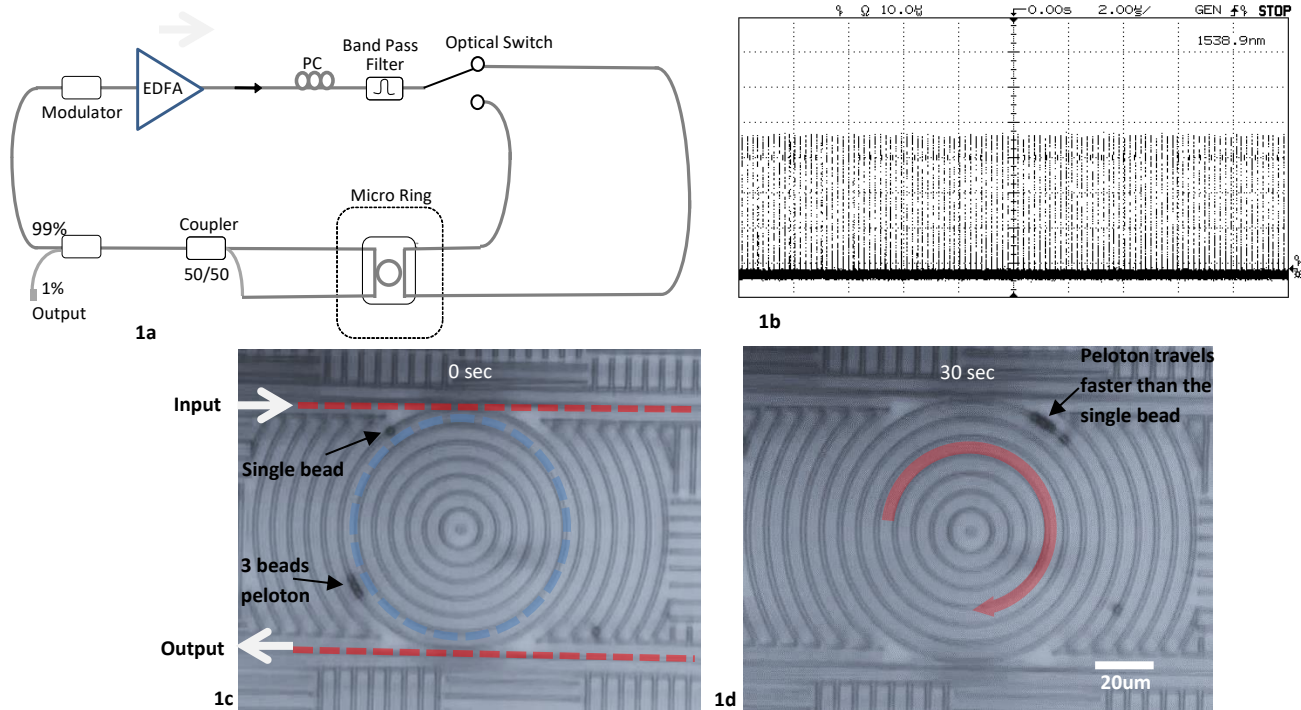 Modulator
EDFA
PC
Band Pass
Filter
Optical Switch
99%
1%
Output
Coupler
50/50
Micro Ring
1a
10.0
0.00s
2.00
GEN
STOP
1538.9nm
1b
0 sec
Input
Single bead
3 beads
peloton
Output
1c
30 sec
Peloton travels
faster than the
single bead
20um
1d